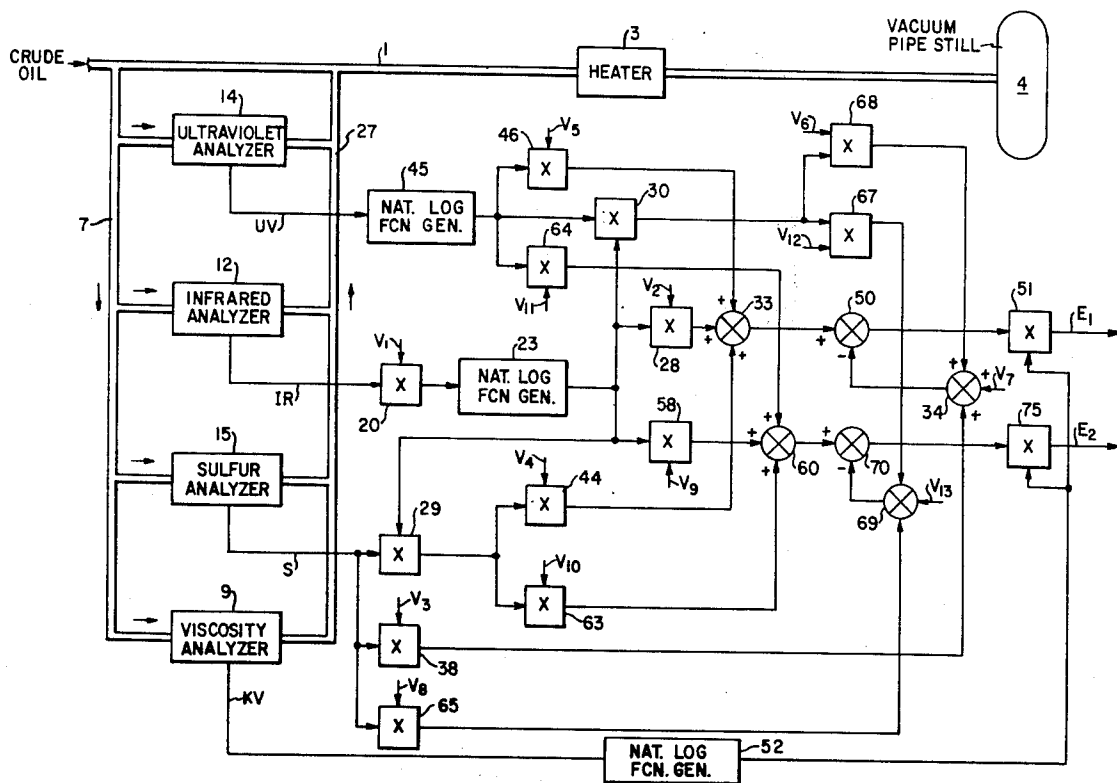 CRUDE
OIL
1
3
HEATER
VACUUM
PIPE STILL
4
14
ULTRAVIOLET
ANALYZER
27
7
UV
45
NAT. LOG
FCN GEN.
46
V5
X
30
X
64
X
V11
V6
68
X
67
X
V12
12
INFRARED
ANALYZER
IR
V1
X
20
23
NAT. LOG
FCN GEN.
V2
X
28
33
+
+
+
50
+
-
51
X
E1
34
+
+
+
V7
58
X
V9
60
+
+
+
70
+
-
75
X
E2
69
V13
15
SULFUR
ANALYZER
S
29
X
V4
44
X
V10
X
63
V3
X
38
V8
X
65
9
VISCOSITY
ANALYZER
KV
NAT. LOG
FCN. GEN.
52